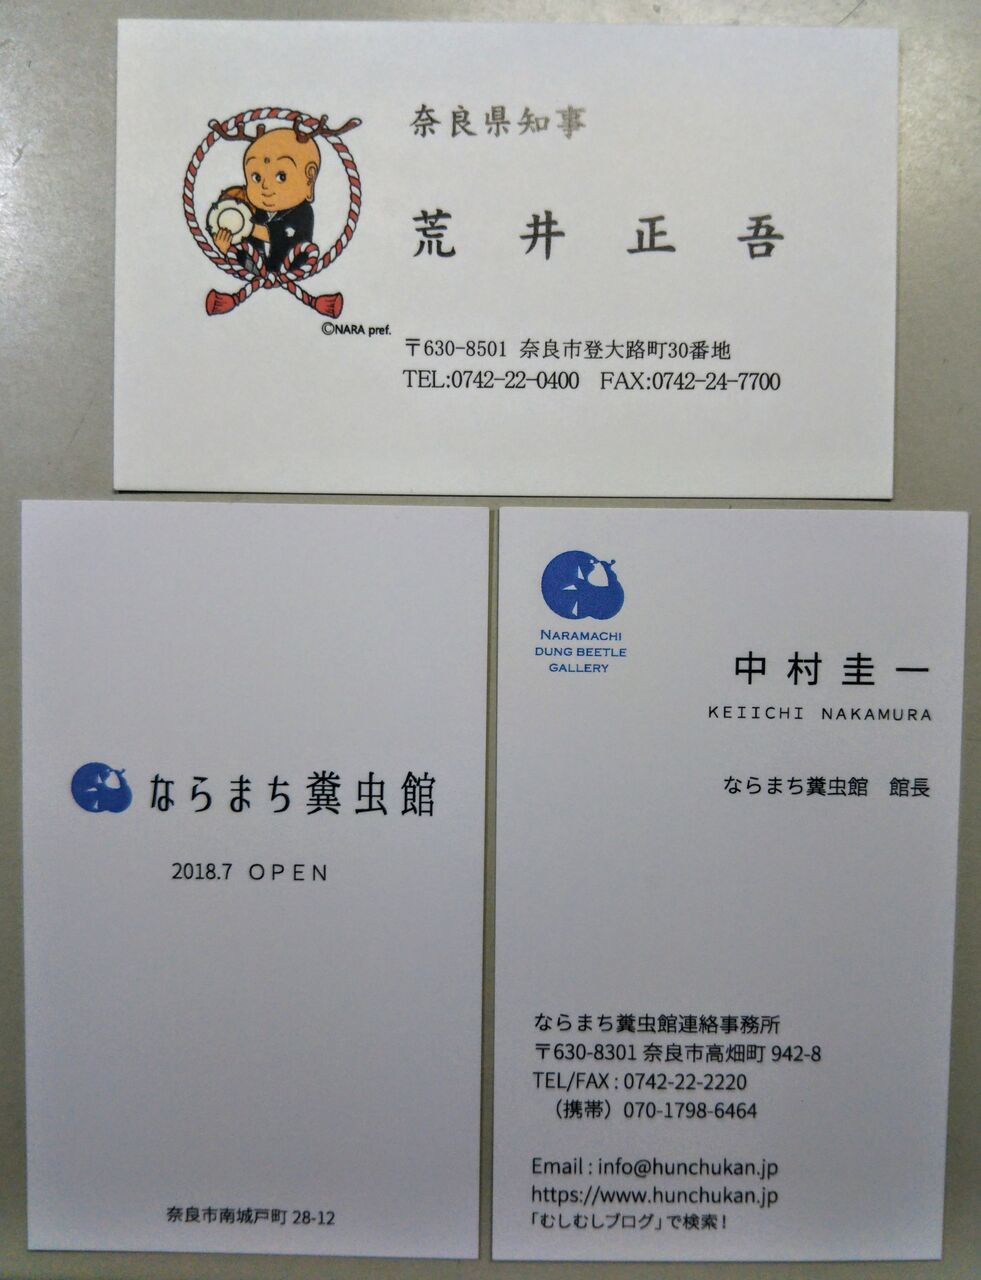 奈良県知事
荒井正吾
©NARA pref.
〒630-8501 奈良市登大路町30番地
TEL:0742-22-0400 FAX:0742-24-7700
ならまち糞虫館
2018.7 OPEN
奈良市南城戸町 28-12
NARAMACHI
DUNG BEETLE
GALLERY
中村圭一
KEIICHI NAKAMURA
ならまち糞虫館 館長
ならまち糞虫館連絡事務所
〒630-8301 奈良市高畑町 942-8
TEL/FAX : 0742-22-2220
（携帯）070-1798-6464
Email : info@hunchukan.jp
https://www.hunchukan.jp
「むしむしブログ」で検索！